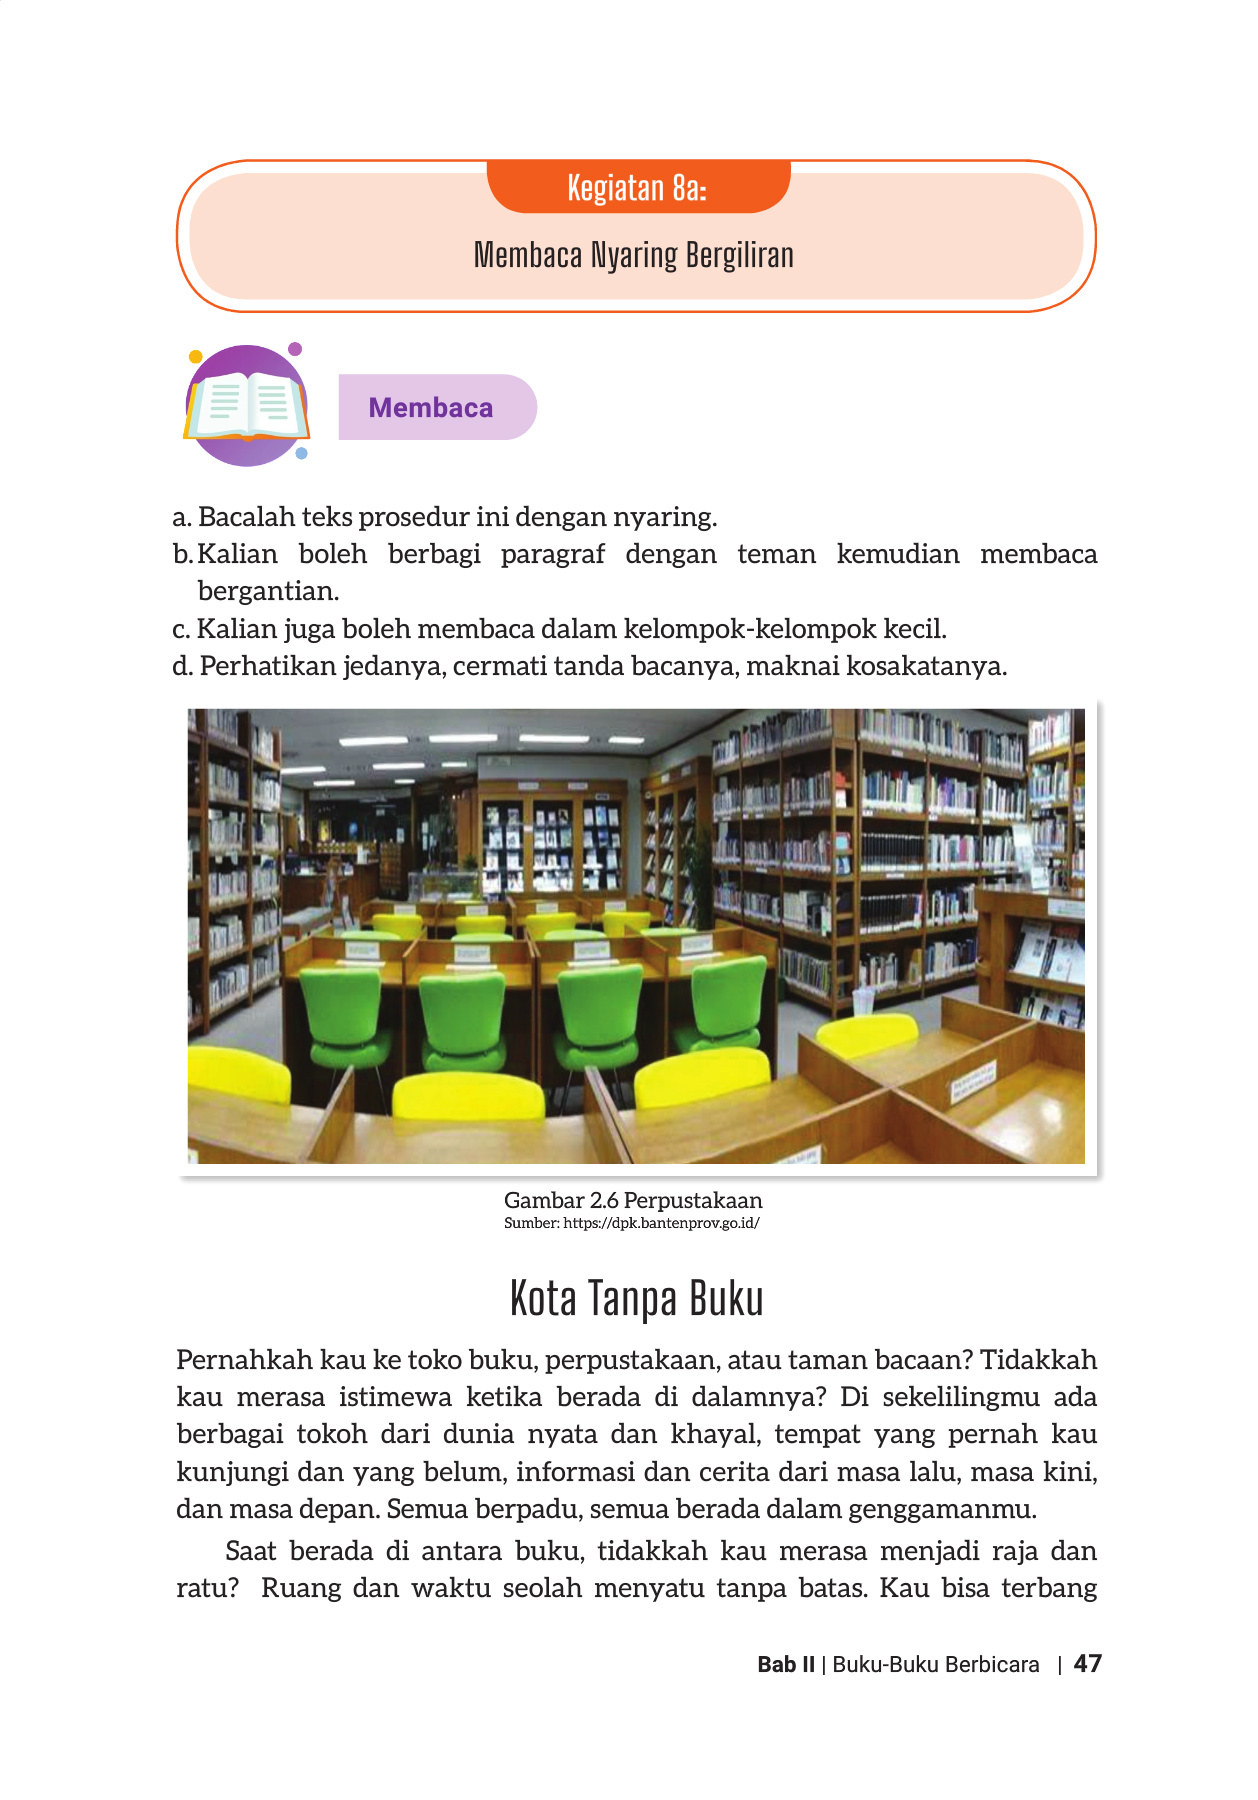 Kegiatan 8a:
Membaca Nyaring Bergiliran
Membaca
a. Bacalah teks prosedur ini dengan nyaring.
b. Kalian boleh berbagi paragraf dengan teman kemudian membaca
bergantian.
c. Kalian juga boleh membaca dalam kelompok-kelompok kecil.
d. Perhatikan jedanya, cermati tanda bacanya, maknai kosakatanya.
Gambar 2.6 Perpustakaan
Sumber: https://dpk.bantenprov.go.id/
Kota Tanpa Buku
Pernahkah kau ke toko buku, perpustakaan, atau taman bacaan? Tidakkah
kau merasa istimewa ketika berada di dalamnya? Di sekelilingmu ada
berbagai tokoh dari dunia nyata dan khayal, tempat yang pernah kau
kunjungi dan yang belum, informasi dan cerita dari masa lalu, masa kini,
dan masa depan. Semua berpadu, semua berada dalam genggamanmu.
Saat berada di antara buku, tidakkah kau merasa menjadi raja dan
ratu? Ruang dan waktu seolah menyatu tanpa batas. Kau bisa terbang
Bab II | Buku-Buku Berbicara | 47